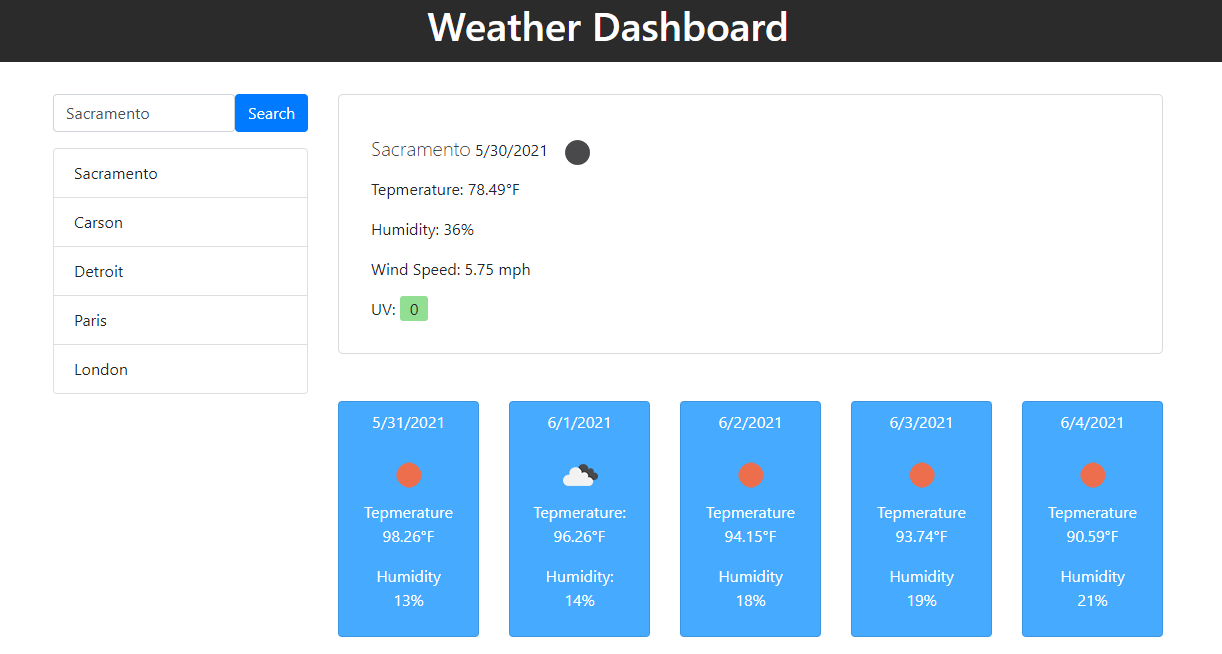 Weather Dashboard
Sacramento
Search
Sacramento
Carson
Detroit
Paris
London
Sacramento 5/30/2021
Tepmerature: 78.49°F
Humidity: 36%
Wind Speed: 5.75 mph
UV: 0
5/31/2021
Tepmerature
98.26°F
Humidity
13%
6/1/2021
Tepmerature:
96.26°F
Humidity:
14%
6/2/2021
Tepmerature
94.15°F
Humidity
18%
6/3/2021
Tepmerature
93.74°F
Humidity
19%
6/4/2021
Tepmerature
90.59°F
Humidity
21%